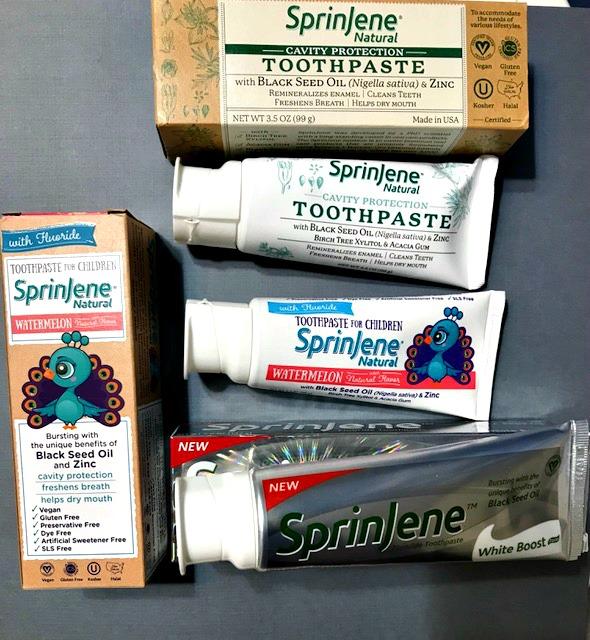 SprinJene®
Natural
CAVITY PROTECTION
TOOTHPASTE
with BLACK SEED OIL (Nigella sativa) & ZINC
REMINERALIZES ENAMEL | CLEANS TEETH
FRESHENS BREATH | HELPS DRY MOUTH
NET WT 3.5 OZ (99 g)
Made in USA
To accommodate
the needs of
various lifestyles.
Vegan
Gluten
Free
Kosher
Halal
Certified
SprinJene®
Natural
CAVITY PROTECTION
TOOTHPASTE
with BLACK SEED OIL (Nigella sativa) & ZINC
BIRCH TREE XYLITOL & ACACIA GUM
REMINERALIZES ENAMEL | CLEANS TEETH
FRESHENS BREATH | HELPS DRY MOUTH
with Fluoride
TOOTHPASTE FOR CHILDREN
SprinJene®
Natural
WATERMELON Natural Flavor
Bursting with
the unique benefits of
Black Seed Oil
and Zinc
cavity protection
freshens breath
helps dry mouth
✓ Vegan
✓ Gluten Free
✓ Preservative Free
✓ Dye Free
✓ Artificial Sweetener Free
✓ SLS Free
Vegan
Gluten Free
Kosher
Halal
with Fluoride
TOOTHPASTE FOR CHILDREN
SprinJene®
Natural
WATERMELON with Natural Flavor
with Black Seed Oil (Nigella sativa) & Zinc
Birch Tree Xylitol & Acacia Gum
NEW
NEW
SprinJene™
Toothpaste
Bursting with the
unique benefits of
Black Seed Oil
White Boost